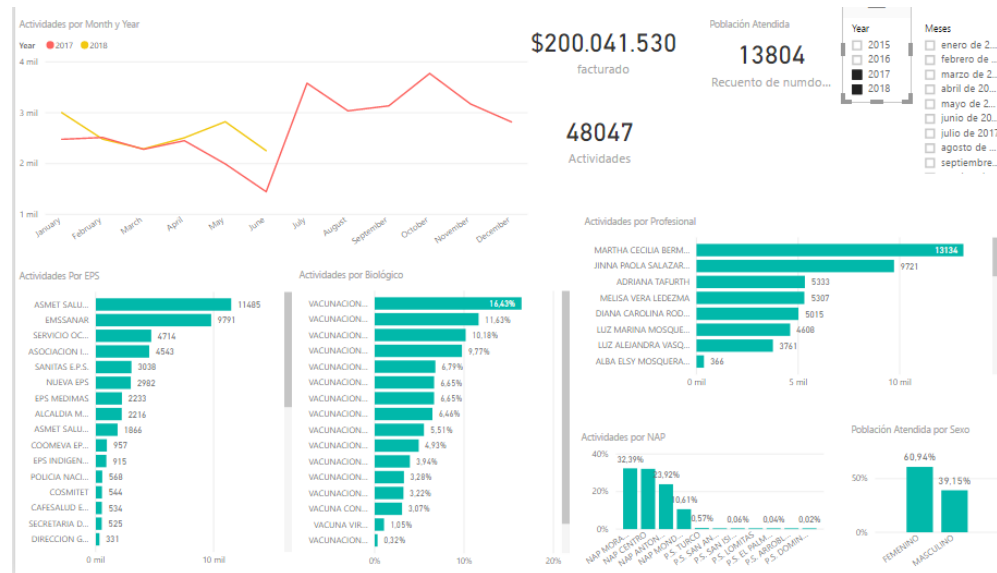 Actividades por Month y Year
Year 2017 2018
4 mil
3 mil
2 mil
1 mil
January February March April May June July August September October November December
$200.041.530
facturado
48047
Actividades
Población Atendida
13804
Recuento de numdo...
Year
2015
2016
2017
2018
Meses
enero de 2...
febrero de ...
marzo de 2...
abril de 20...
mayo de 2...
junio de 20...
julio de 2017
agosto de ...
septiembre...
Actividades por Profesional
MARTHA CECILIA BERM... 13134
JINNA PAOLA SALAZAR... 9721
ADRIANA TAFURTH 5333
MELISA VERA LEDEZMA 5307
DIANA CAROLINA ROD... 5015
LUZ MARINA MOSQUE... 4608
LUZ ALEJANDRA VASQ... 3761
ALBA ELSY MOSQUERA... 366
0 mil 5 mil 10 mil
Actividades Por EPS
ASMET SALU... 11485
EMSSANAR 9791
SERVICIO OC... 4714
ASOCIACION I... 4543
SANITAS E.P.S. 3038
NUEVA EPS 2982
EPS MEDIMAS 2233
ALCALDIA M... 2216
ASMET SALU... 1866
COOMEVA EP... 957
EPS INDIGEN... 915
POLICIA NACI... 568
COSMITET 544
CAFESALUD E... 534
SECRETARIA D... 525
DIRECCION G... 331
0 mil 10 mil
Actividades por Biológico
VACUNACION... 16,43%
VACUNACION... 11,63%
VACUNACION... 10,18%
VACUNACION... 9,77%
VACUNACION... 6,79%
VACUNACION... 6,65%
VACUNACION... 6,65%
VACUNACION... 6,46%
VACUNACION... 5,51%
VACUNACION... 4,93%
VACUNACION... 3,94%
VACUNACION... 3,28%
VACUNACION... 3,22%
VACUNA CON... 3,07%
VACUNA VIR... 1,05%
VACUNACION... 0,32%
0% 10% 20%
Actividades por NAP
40%
20%
0%
32,39% 23,92% 10,61% 0,57% 0,06% 0,04% 0,02%
NAP MORA... NAP CENTRO NAP ANTON... NAP MOND... P.S. TURCO P.S. SAN AN... P.S. SAN ISI... P.S. LOMITAS P.S. EL PALM... P.S. ARROBL... P.S. DOMIN...
Población Atendida por Sexo
50%
0%
60,94% 39,15%
FEMENINO MASCULINO